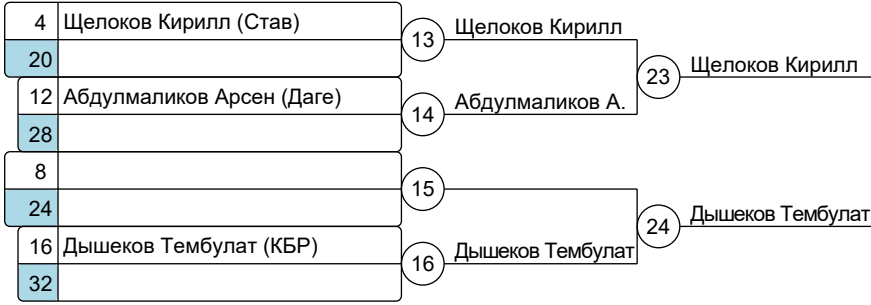 4 Щелоков Кирилл (Став)
13 Щелоков Кирилл
20
23 Щелоков Кирилл
12 Абдулмаликов Арсен (Даге)
14 Абдулмаликов А.
28
8
15
24
24 Дышеков Тембулат
16 Дышеков Тембулат (КБР)
16 Дышеков Тембулат
32